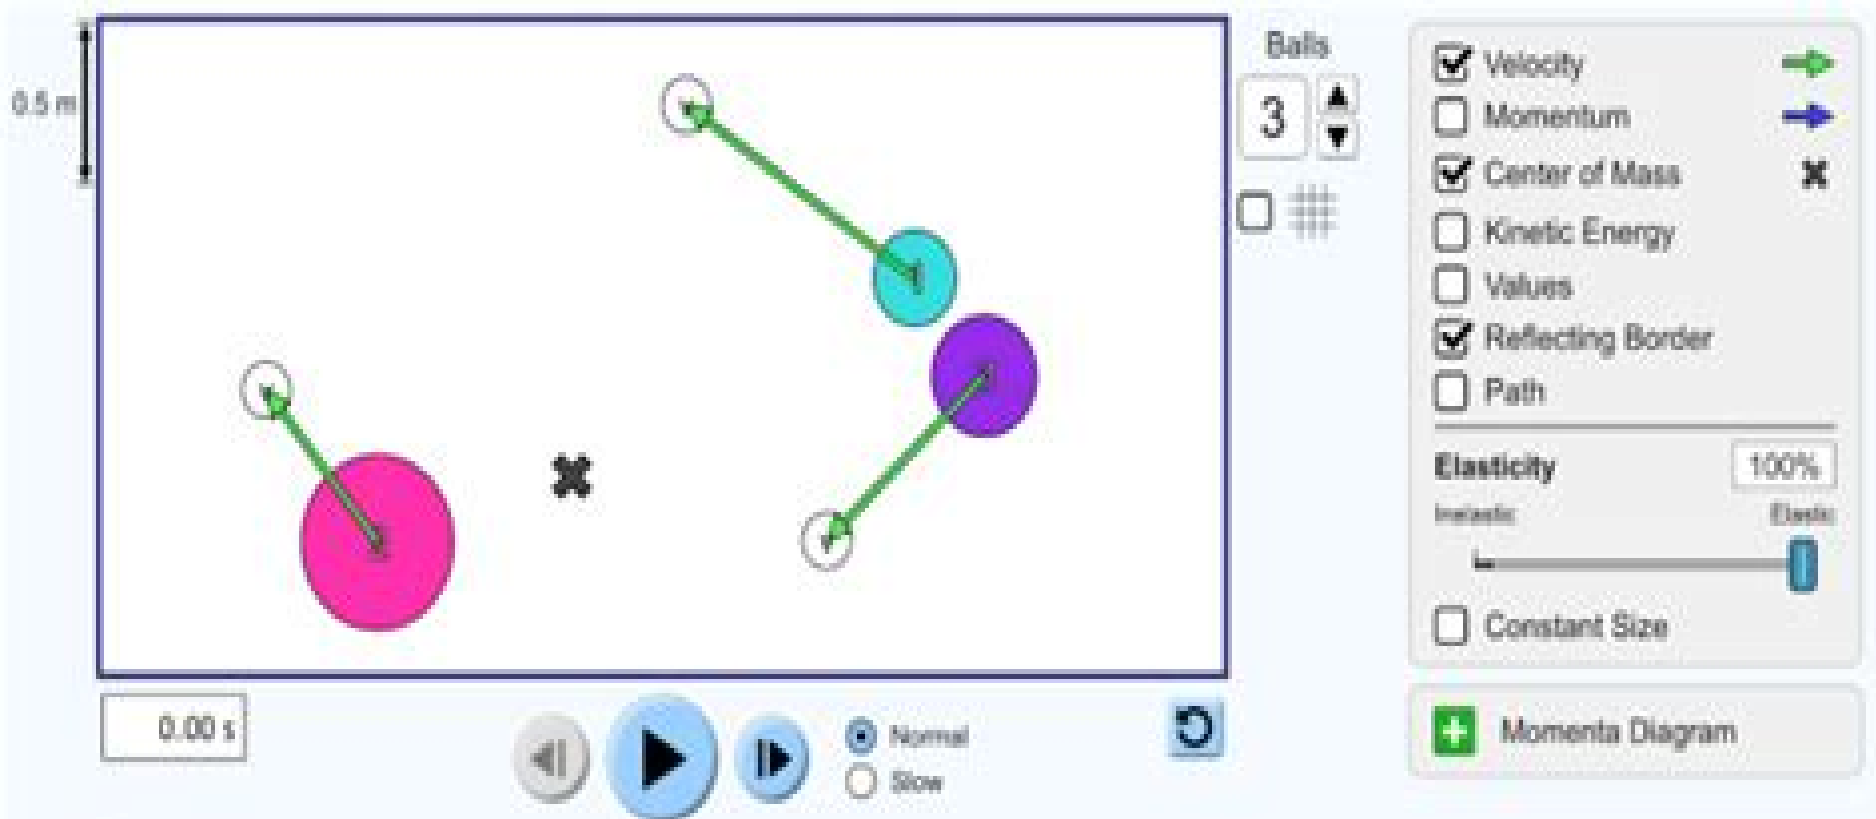 0.5 m
Balls
3
Velocity
Momentum
Center of Mass
Kinetic Energy
Values
Reflecting Border
Path
Elasticity 100%
Inelastic Elastic
Constant Size
0.00 s
Normal
Slow
Momenta Diagram